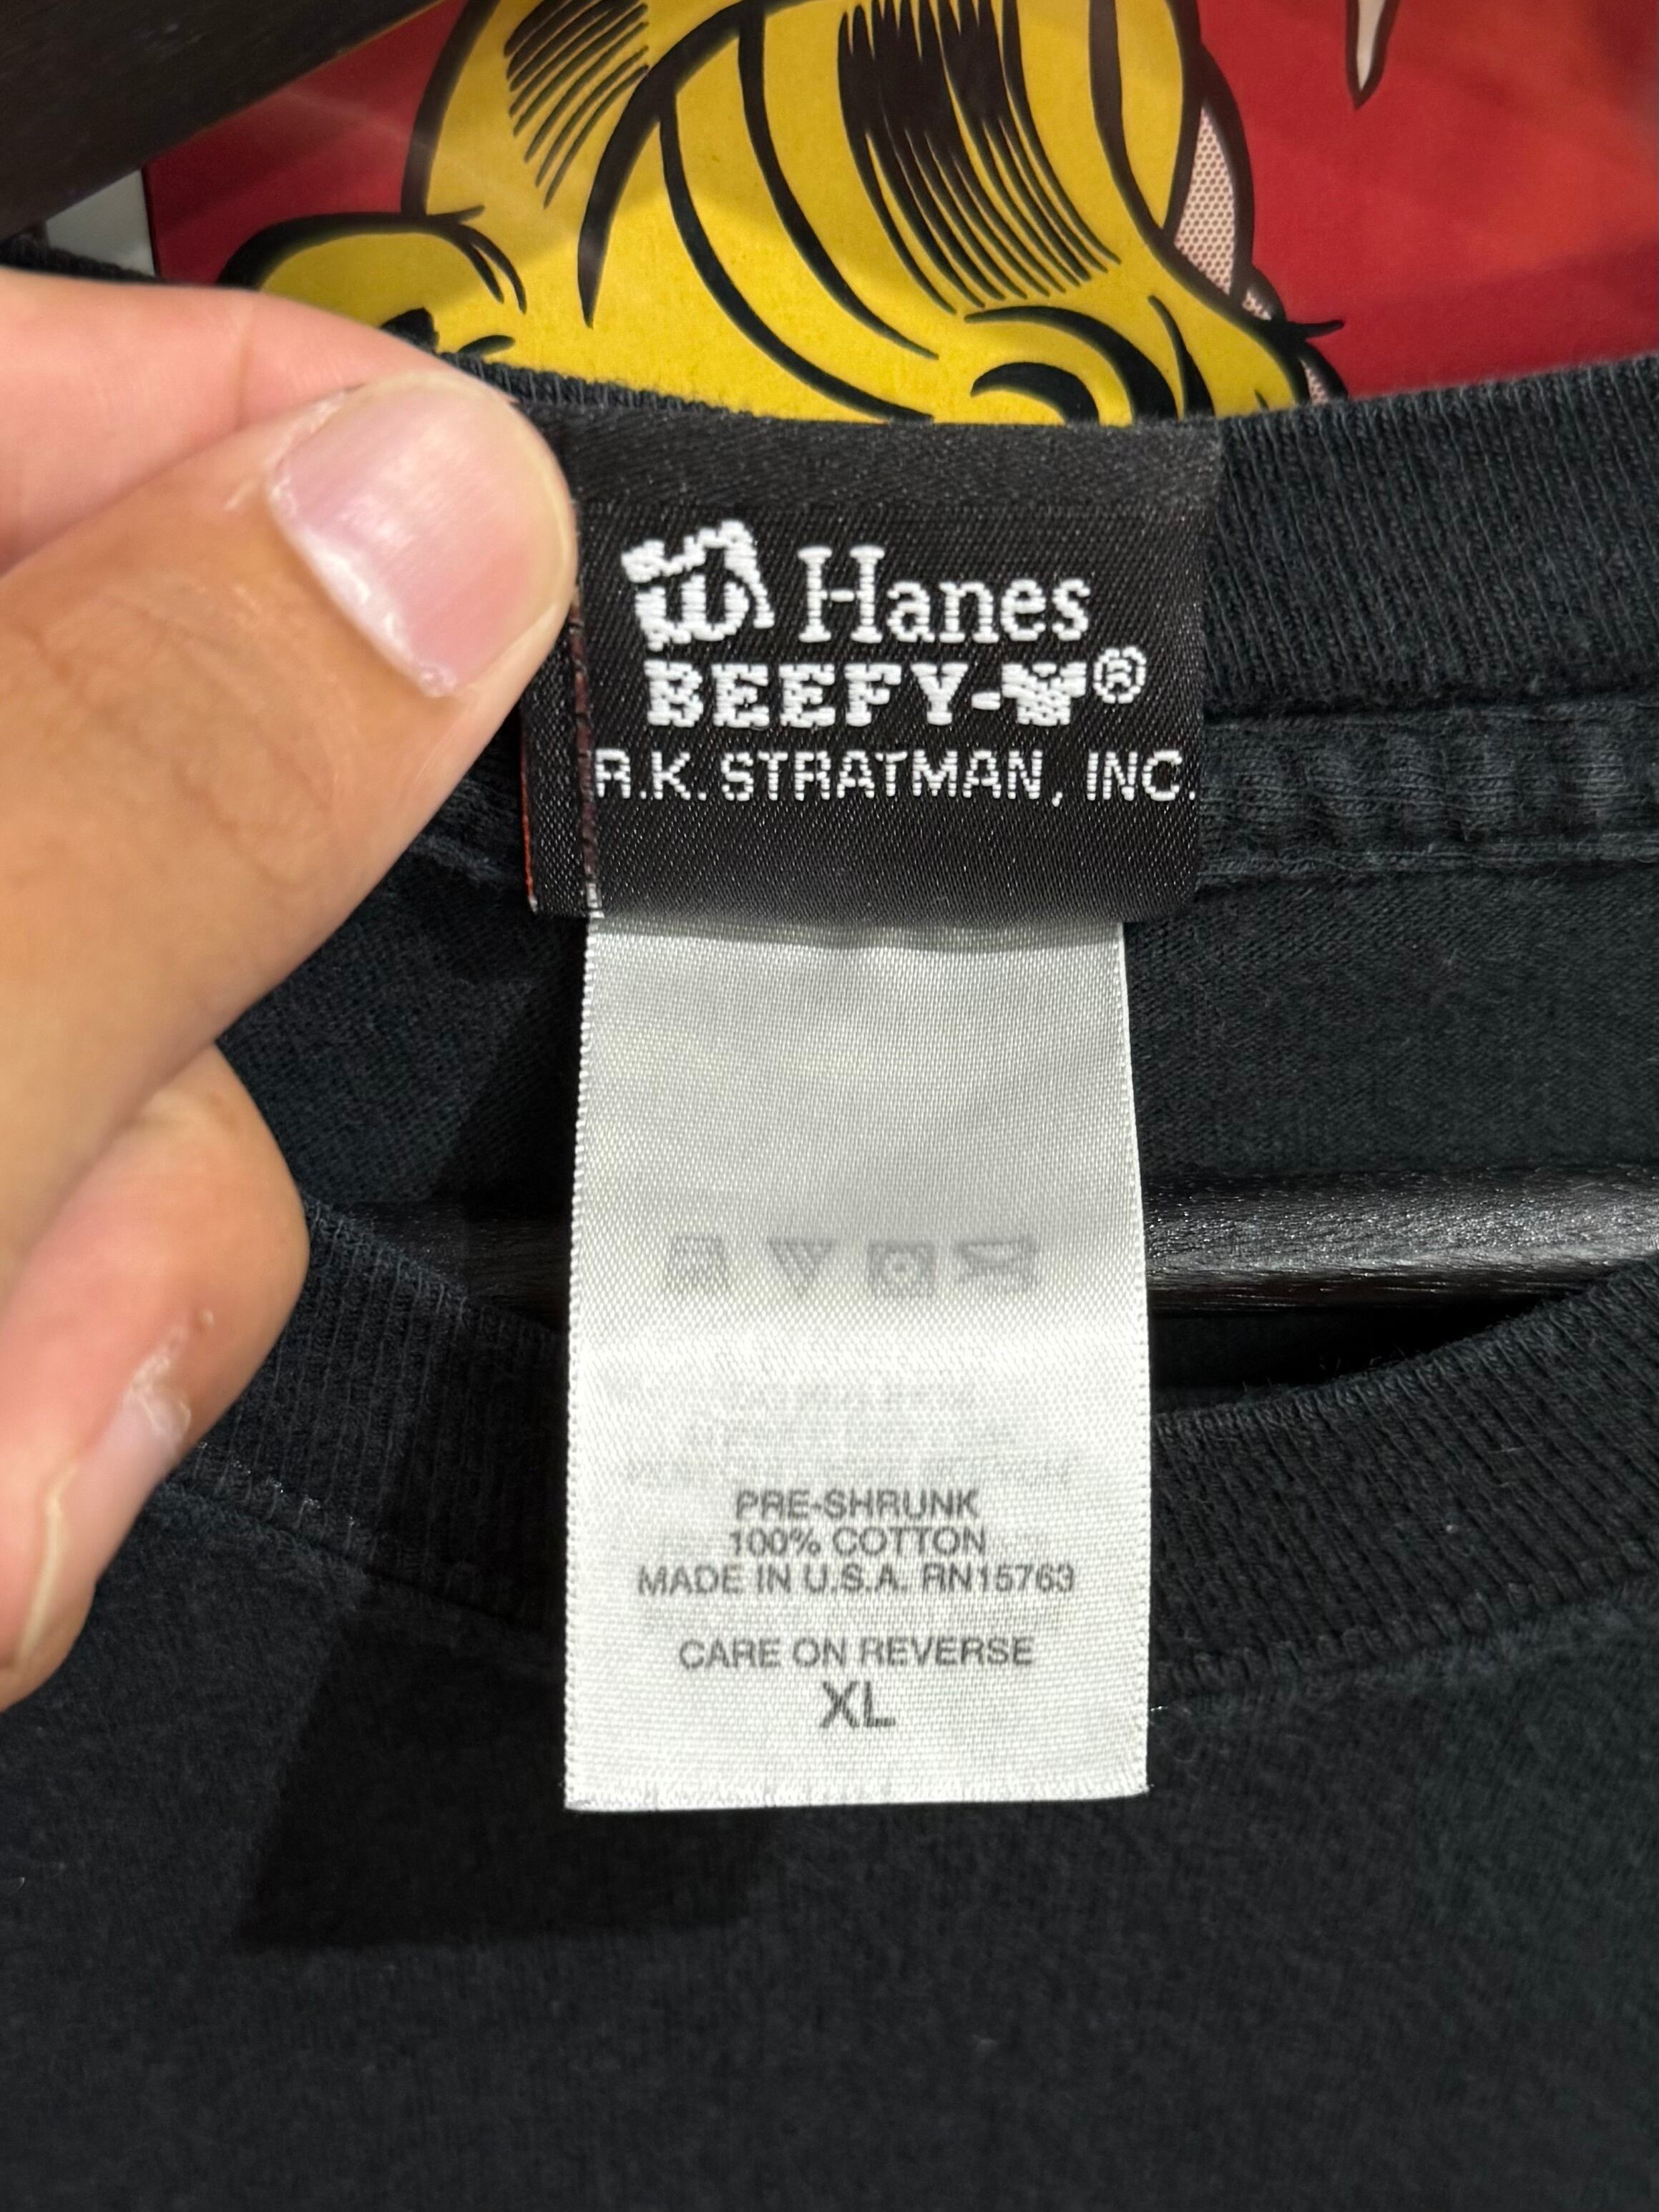 Hanes
BEEFY-T®
R.K. STRATMAN, INC.
PRE-SHRUNK
100% COTTON
MADE IN U.S.A. RN15763
CARE ON REVERSE
XL